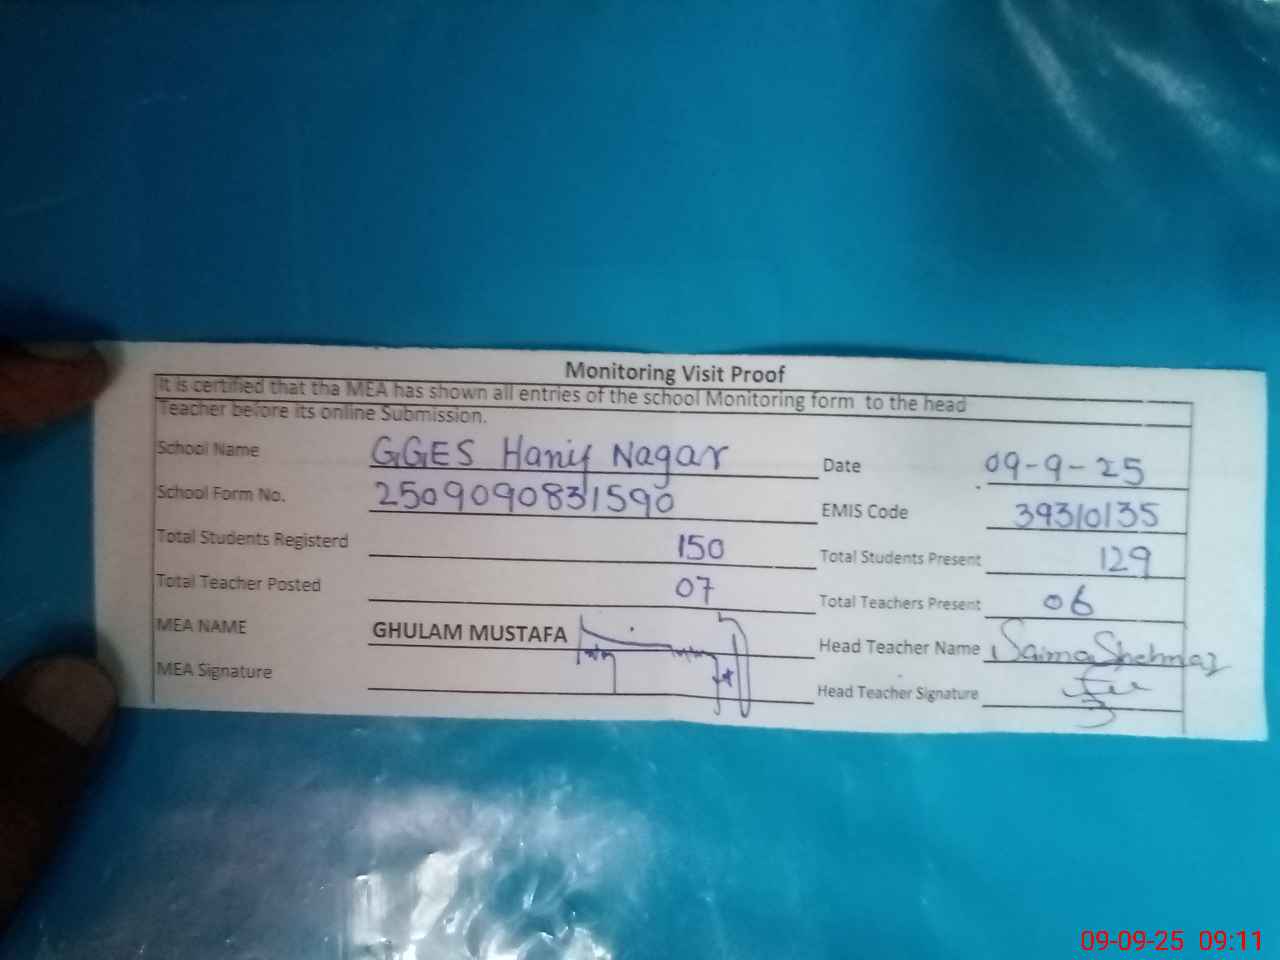 Monitoring Visit Proof
It is certified that tha MEA has shown all entries of the school Monitoring form to the head
Teacher before its online Submission.
School Name GGES Hanif Nagar Date 09-9-25
School Form No. 2509090831590 EMIS Code 39310135
Total Students Registerd 150 Total Students Present 129
Total Teacher Posted 07 Total Teachers Present 06
MEA NAME GHULAM MUSTAFA Head Teacher Name Saima Shehnaz
MEA Signature Head Teacher Signature
09-09-25 09:11